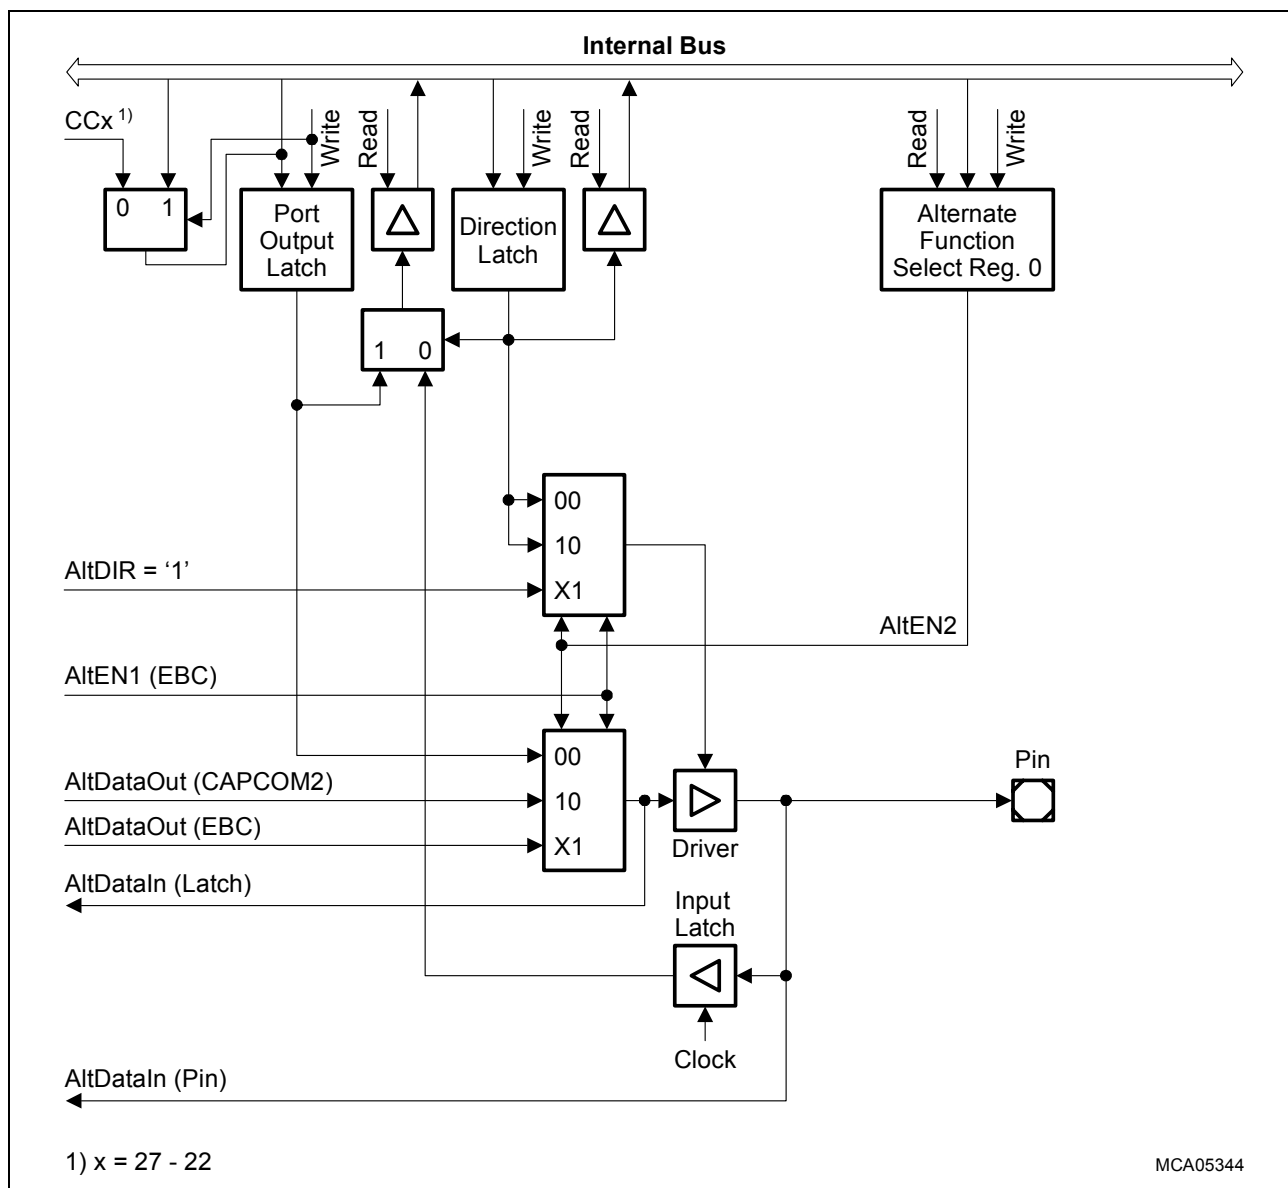 Internal Bus
CCx 1)
Write
Read
Write
Read
Read
Write
0 1
Port
Output
Latch
Direction
Latch
Alternate
Function
Select Reg. 0
1 0
00
10
AltDIR = ‘1’
X1
AltEN2
AltEN1 (EBC)
00
Pin
AltDataOut (CAPCOM2)
10
AltDataOut (EBC)
X1
Driver
AltDataIn (Latch)
Input
Latch
Clock
AltDataIn (Pin)
1) x = 27 - 22
MCA05344